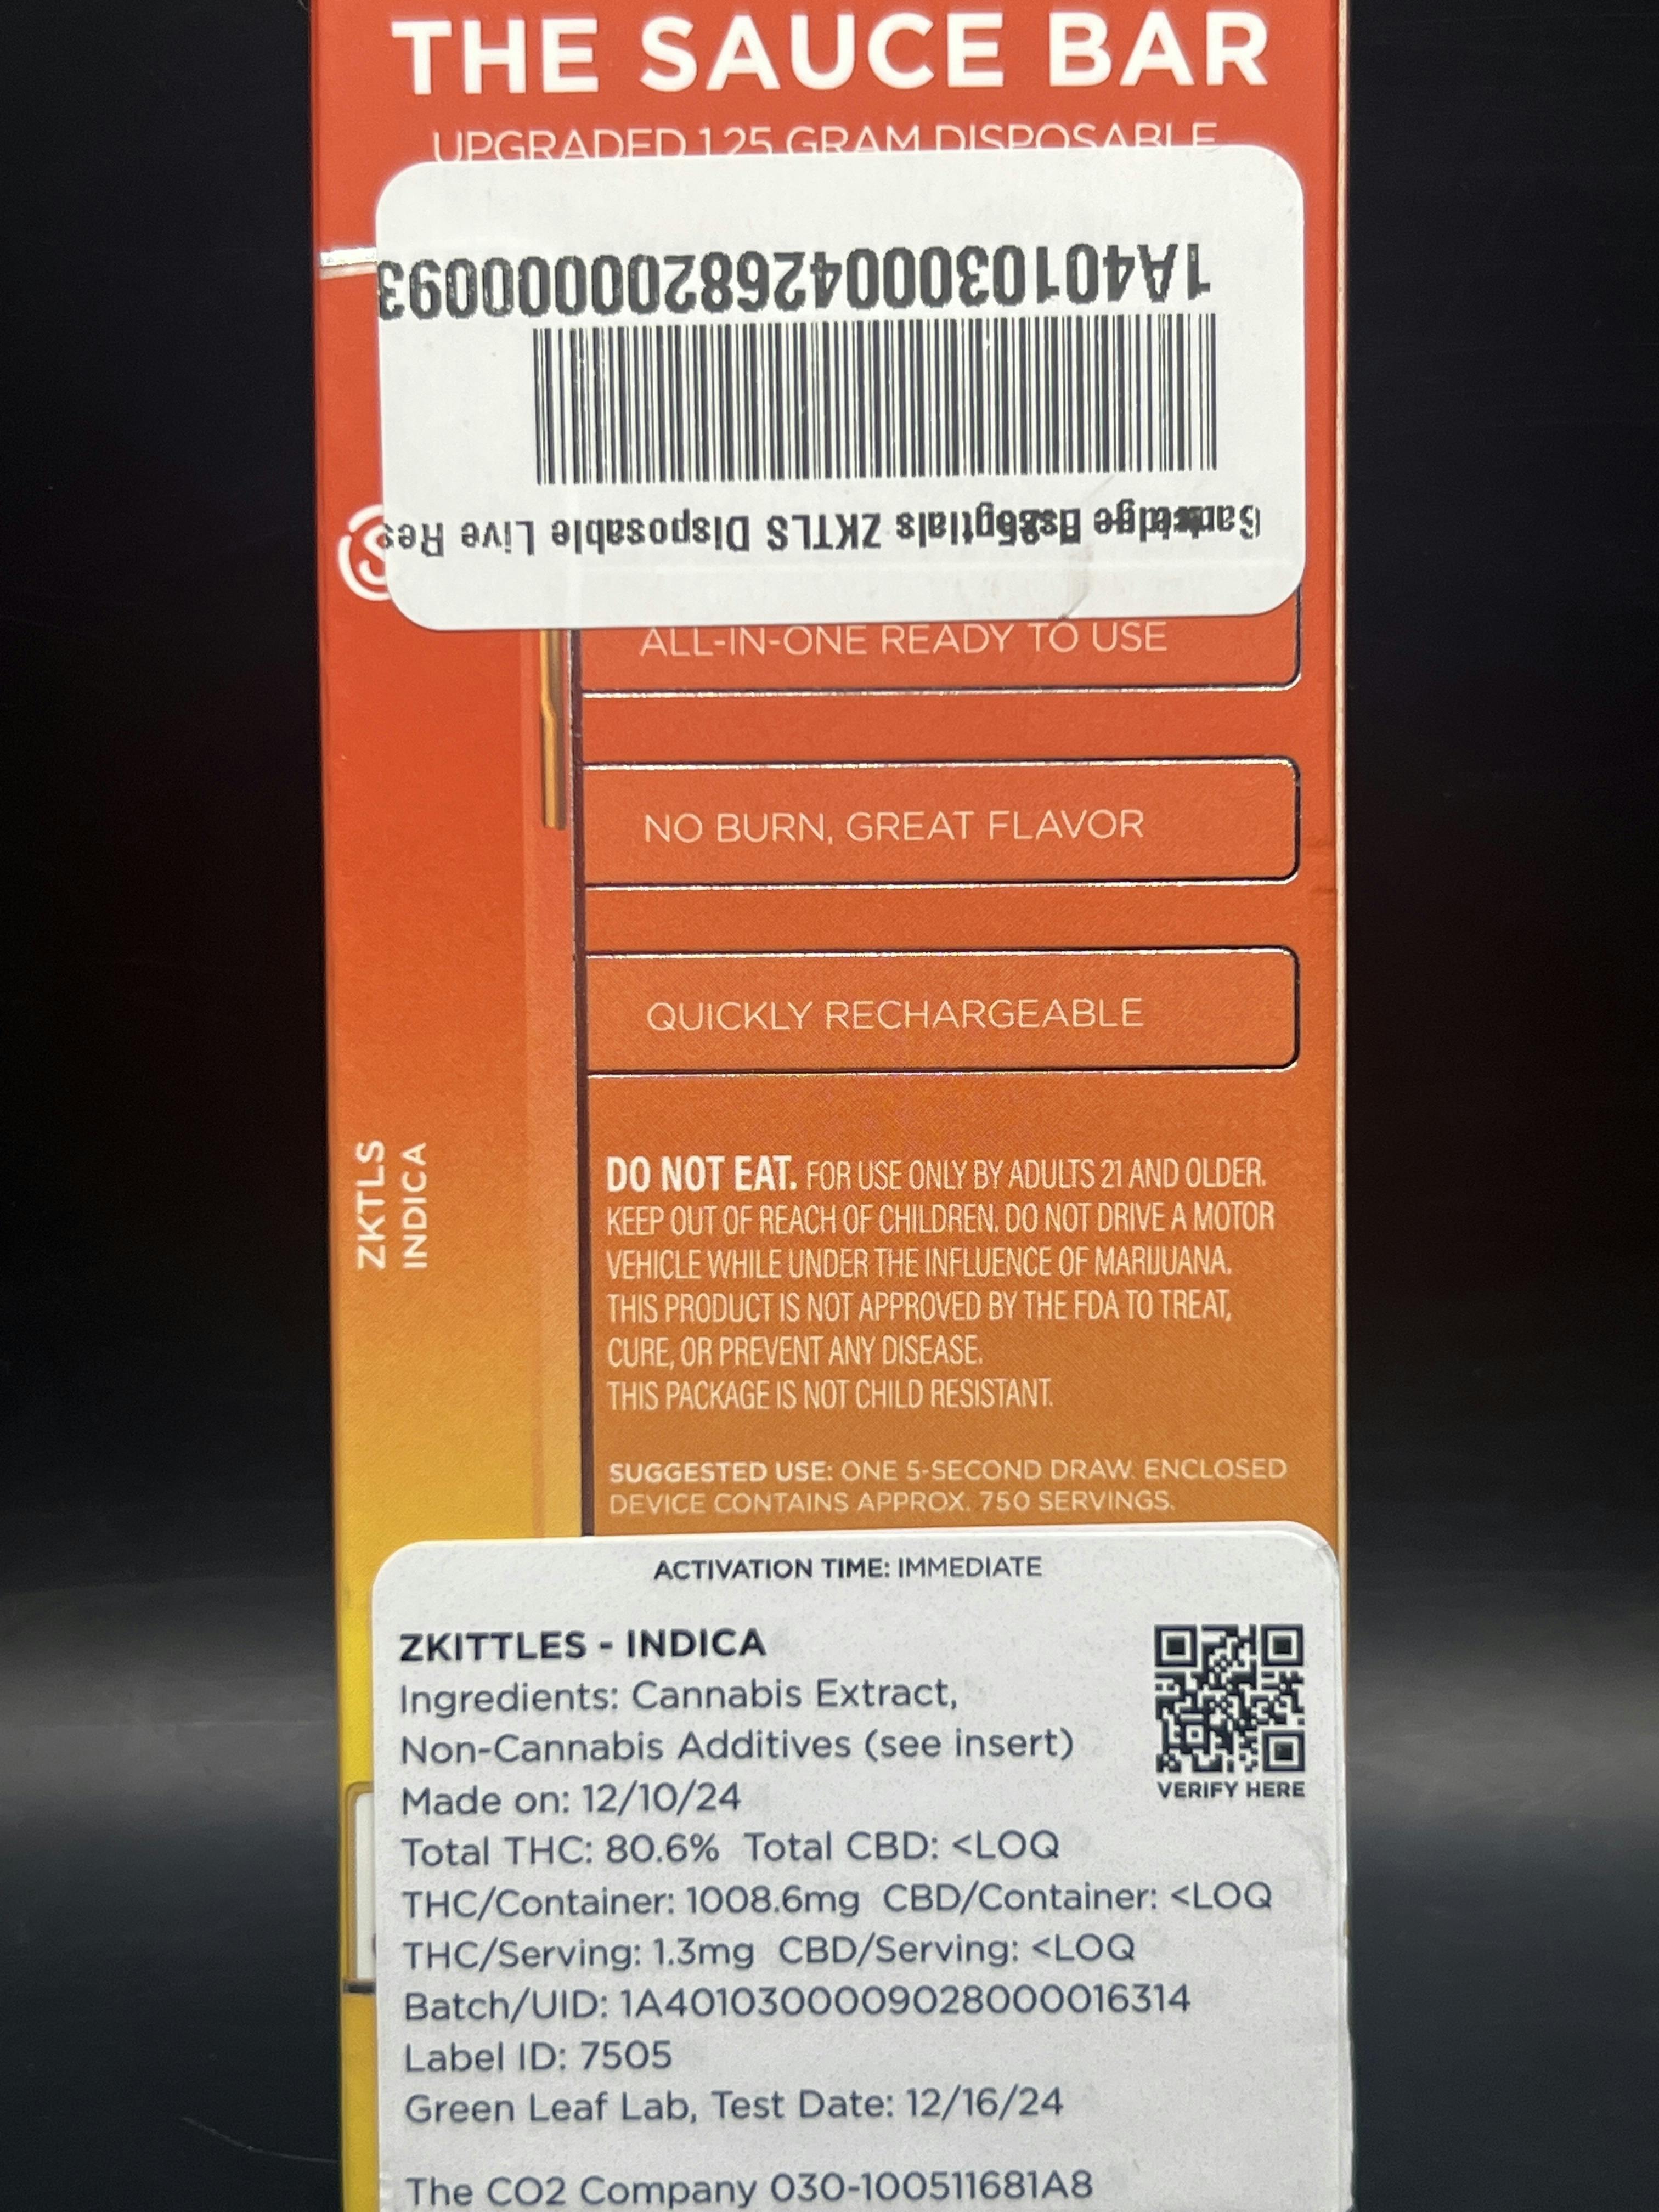 THE SAUCE BAR
UPGRADED 1.25 GRAM DISPOSABLE
1A4010300042682000000093
ZKTLS Disposable Live Res
ALL-IN-ONE READY TO USE
NO BURN, GREAT FLAVOR
QUICKLY RECHARGEABLE
ZKTLS
INDICA
DO NOT EAT. FOR USE ONLY BY ADULTS 21 AND OLDER.
KEEP OUT OF REACH OF CHILDREN. DO NOT DRIVE A MOTOR
VEHICLE WHILE UNDER THE INFLUENCE OF MARIJUANA.
THIS PRODUCT IS NOT APPROVED BY THE FDA TO TREAT,
CURE, OR PREVENT ANY DISEASE.
THIS PACKAGE IS NOT CHILD RESISTANT.
SUGGESTED USE: ONE 5-SECOND DRAW. ENCLOSED
DEVICE CONTAINS APPROX. 750 SERVINGS.
ACTIVATION TIME: IMMEDIATE
ZKITTLES - INDICA
Ingredients: Cannabis Extract,
Non-Cannabis Additives (see insert)
Made on: 12/10/24
VERIFY HERE
Total THC: 80.6% Total CBD: <LOQ
THC/Container: 1008.6mg CBD/Container: <LOQ
THC/Serving: 1.3mg CBD/Serving: <LOQ
Batch/UID: 1A4010300009028000016314
Label ID: 7505
Green Leaf Lab, Test Date: 12/16/24
The CO2 Company 030-100511681A8